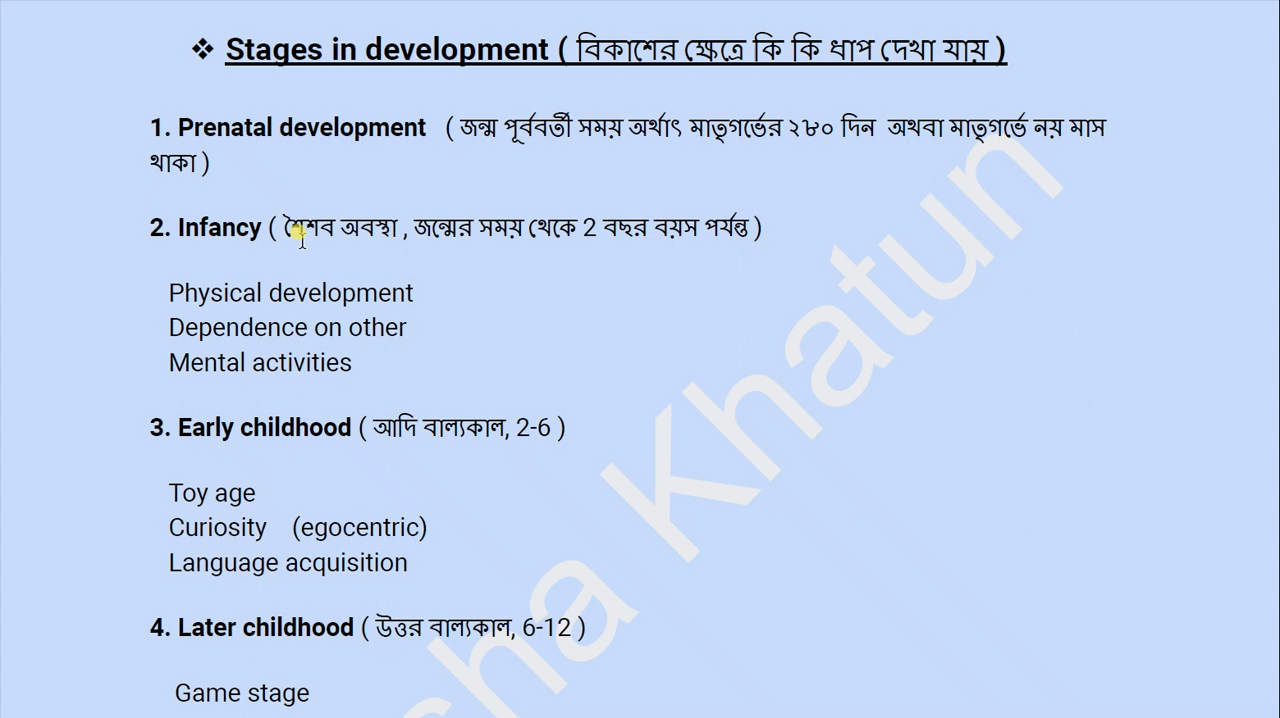 ❖ Stages in development ( বিকাশের ক্ষেত্রে কি কি ধাপ দেখা যায় )
1. Prenatal development ( জন্ম পূর্ববর্তী সময় অর্থাৎ মাতৃগর্ভের ২৮০ দিন অথবা মাতৃগর্ভে নয় মাস
থাকা )
2. Infancy ( শৈশব অবস্থা , জন্মের সময় থেকে 2 বছর বয়স পর্যন্ত )
Physical development
Dependence on other
Mental activities
3. Early childhood ( আদি বাল্যকাল, 2-6 )
Toy age
Curiosity (egocentric)
Language acquisition
4. Later childhood ( উত্তর বাল্যকাল, 6-12 )
Game stage
Khatun